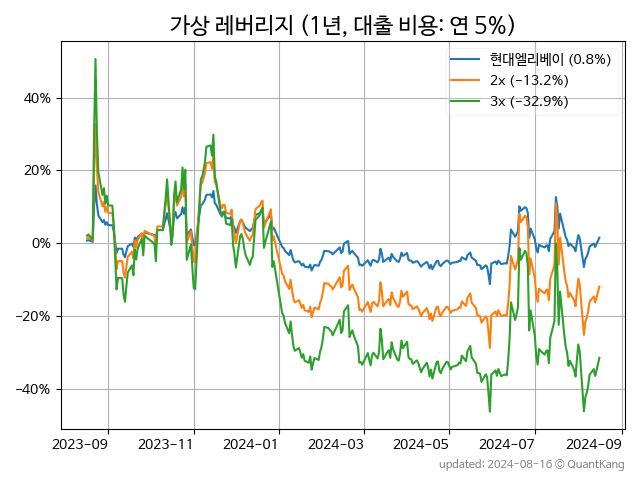 가상 레버리지 (1년, 대출 비용: 연 5%)
현대엘리베이 (0.8%)
2x (−13.2%)
3x (−32.9%)
40%
20%
0%
−20%
−40%
2023-09 2023-11 2024-01 2024-03 2024-05 2024-07 2024-09
updated: 2024-08-16 © QuantKang